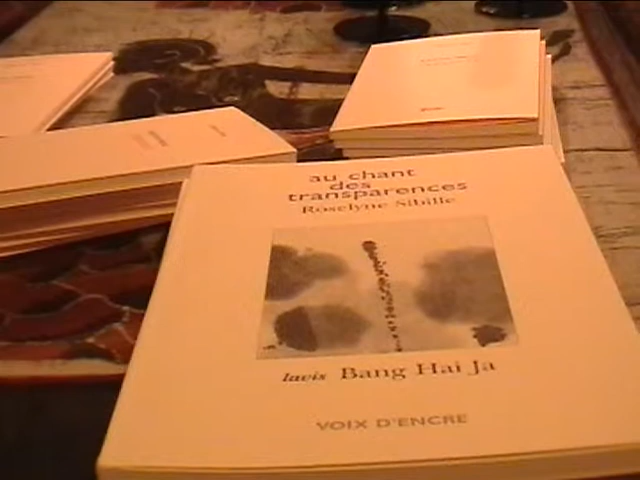 au chant
des
transparences
Roselyne Sibille
lavis Bang Hai Ja
VOIX D'ENCRE